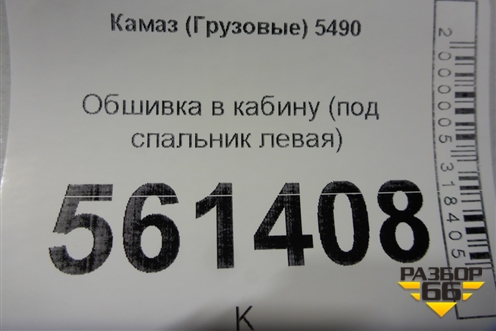 Камаз (Грузовые) 5490
Обшивка в кабину (под
спальник левая)
561408
К
2000005318405
РАЗБОР
66